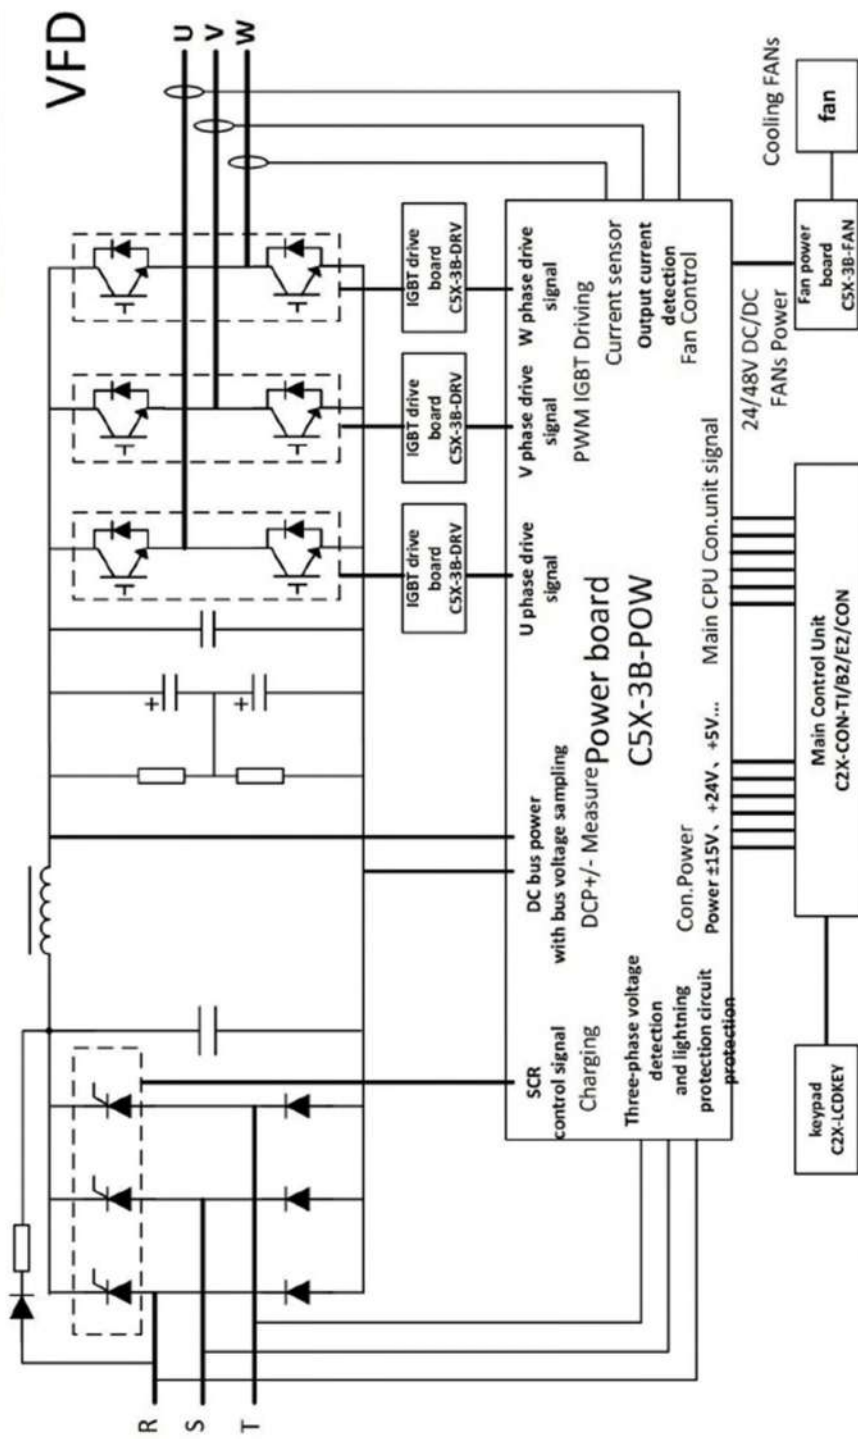 VFD
U
V
W
R
S
T
IGBT drive
board
C5X-3B-DRV
IGBT drive
board
C5X-3B-DRV
IGBT drive
board
C5X-3B-DRV
SCR
control signal
Charging
DC bus power
with bus voltage sampling
DCP+/- Measure
U phase drive
signal
V phase drive
signal
W phase drive
signal
PWM IGBT Driving
Power board
C5X-3B-POW
Current sensor
Output current
detection
Fan Control
Three-phase voltage
detection
and lightning
protection circuit
protection
Con.Power
Power ±15V、+24V、+5V...
Main CPU Con.unit signal
24/48V DC/DC
FANs Power
Cooling FANs
keypad
C2X-LCDKEY
Main Control Unit
C2X-CON-TI/B2/E2/CON
Fan power
board
C5X-3B-FAN
fan